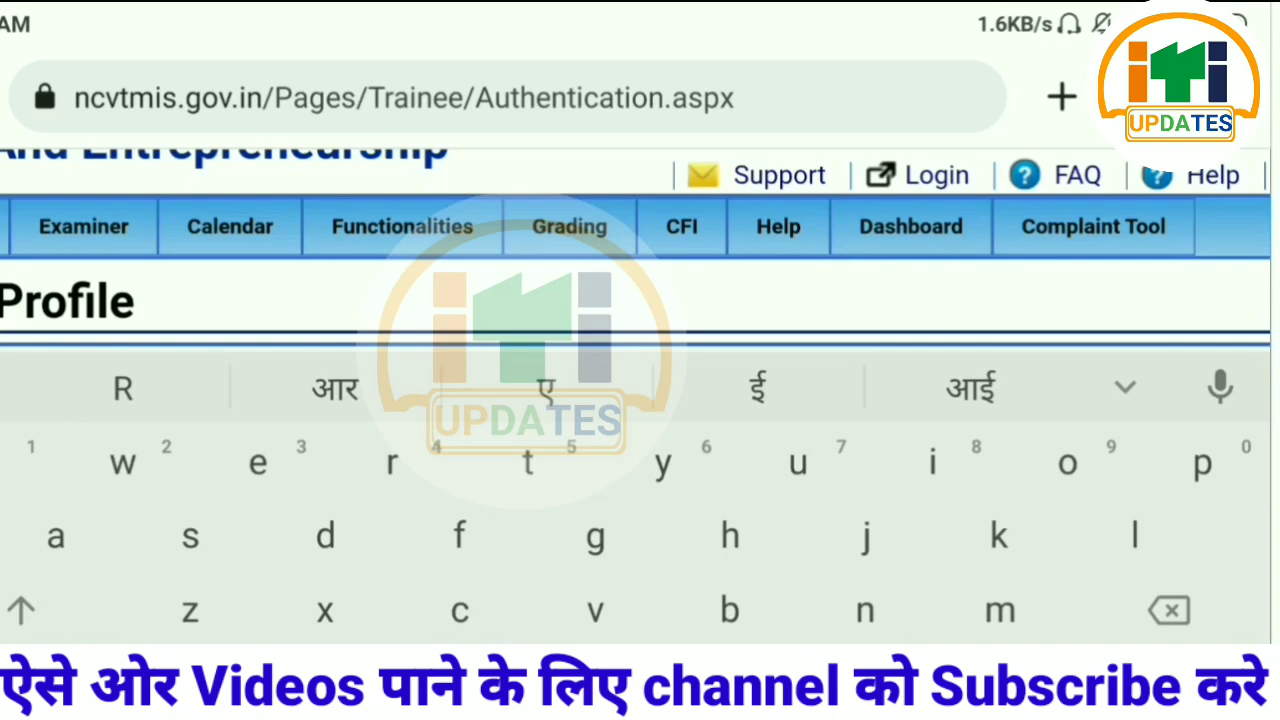 AM
1.6KB/s
ncvtmis.gov.in/Pages/Trainee/Authentication.aspx
+
UPDATES
And Entrepreneurship
Support
Login
FAQ
Help
Examiner
Calendar
Functionalities
Grading
CFI
Help
Dashboard
Complaint Tool
Profile
R
आर
ए
ई
आई
UPDATES
1 2 3 4 5 6 7 8 9 0
w e r t y u i o p
a s d f g h j k l
z x c v b n m
ऐसे ओर Videos पाने के लिए channel को Subscribe करे